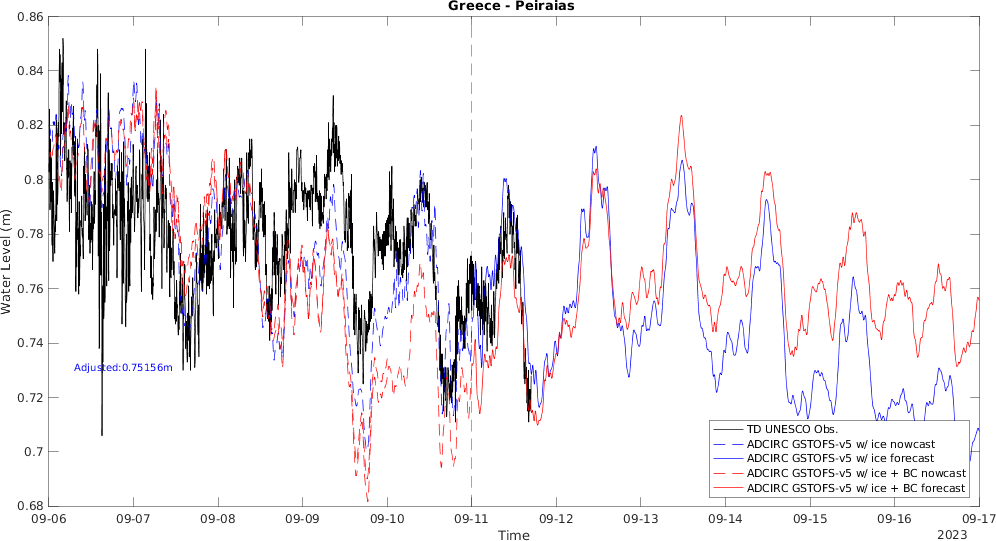 Greece - Peiraias
0.86
0.84
0.82
0.8
0.78
0.76
0.74
0.72
0.7
0.68
Water Level (m)
Adjusted:0.75156m
TD UNESCO Obs.
ADCIRC GSTOFS-v5 w/ ice nowcast
ADCIRC GSTOFS-v5 w/ ice forecast
ADCIRC GSTOFS-v5 w/ ice + BC nowcast
ADCIRC GSTOFS-v5 w/ ice + BC forecast
09-06 09-07 09-08 09-09 09-10 09-11 09-12 09-13 09-14 09-15 09-16 09-17
Time
2023